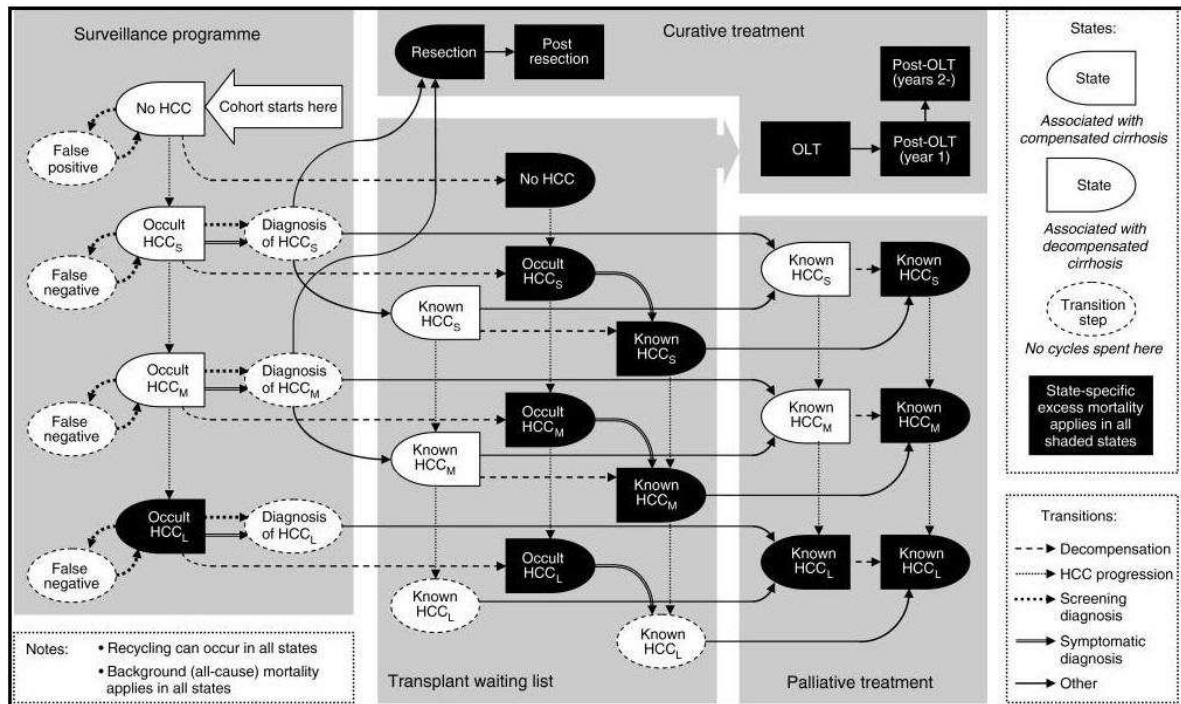 Surveillance programme
No HCC
Cohort starts here
False
positive
Occult
HCCS
Diagnosis
of HCCS
False
negative
Occult
HCCM
Diagnosis
of HCCM
False
negative
Occult
HCCL
Diagnosis
of HCCL
False
negative
Notes:
• Recycling can occur in all states
• Background (all-cause) mortality
applies in all states
Resection
Post
resection
Curative treatment
OLT
Post-OLT
(year 1)
Post-OLT
(years 2-)
No HCC
Occult
HCCS
Known
HCCS
Known
HCCS
Occult
HCCM
Known
HCCM
Known
HCCM
Occult
HCCL
Known
HCCL
Known
HCCL
Transplant waiting list
Known
HCCS
Known
HCCS
Known
HCCM
Known
HCCM
Known
HCCL
Known
HCCL
Palliative treatment
States:
State
Associated with
compensated cirrhosis
State
Associated with
decompensated
cirrhosis
Transition
step
No cycles spent here
State-specific
excess mortality
applies in all
shaded states
Transitions:
Decompensation
HCC progression
Screening
diagnosis
Symptomatic
diagnosis
Other